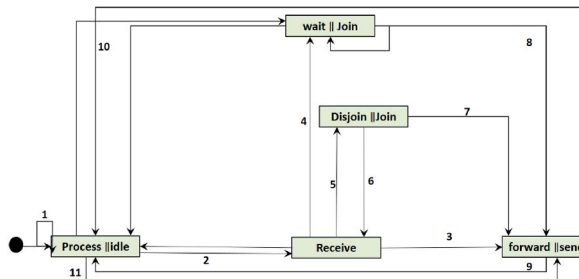 wait ‖ Join
10
8
Disjoin ‖Join
7
4
5
6
1
Process ‖idle
2
Receive
3
forward ‖send
9
11